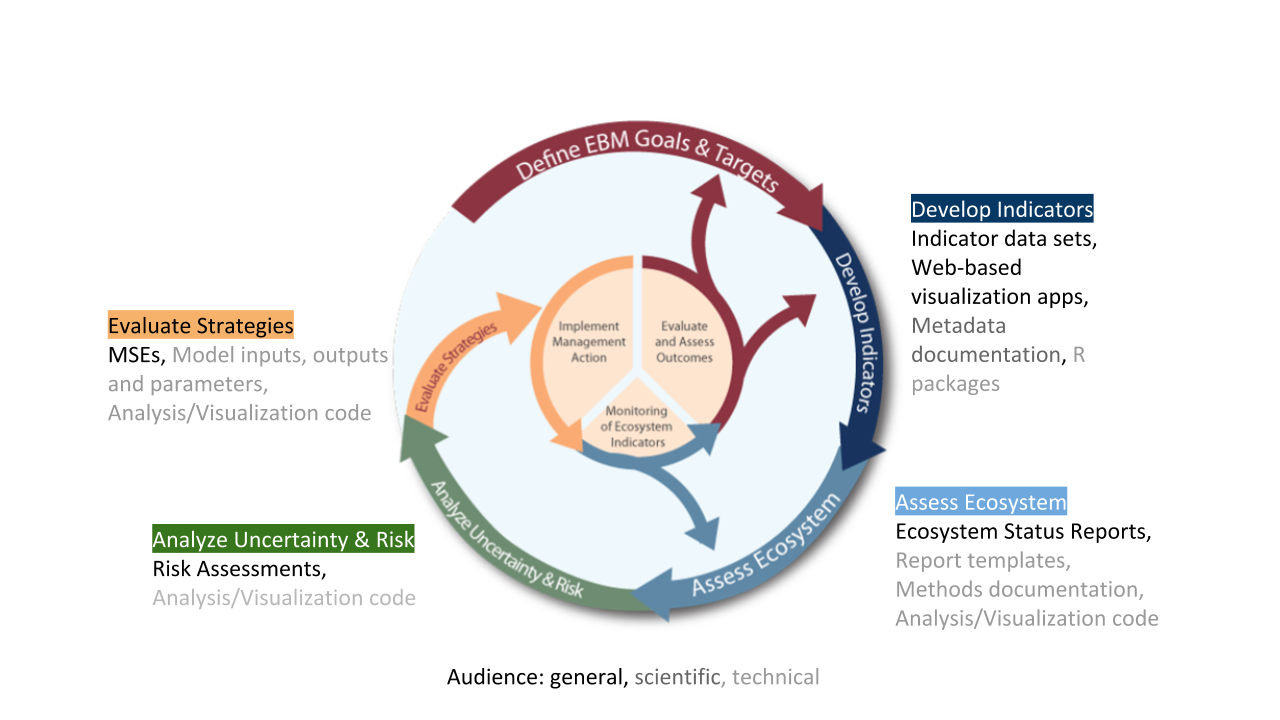 Define EBM Goals & Targets
Develop Indicators
Assess Ecosystem
Analyze Uncertainty & Risk
Evaluate Strategies
Implement
Management
Action
Evaluate
and Assess
Outcomes
Monitoring
of Ecosystem
Indicators
Develop Indicators
Indicator data sets,
Web-based
visualization apps,
Metadata
documentation, R
packages
Evaluate Strategies
MSEs, Model inputs, outputs
and parameters,
Analysis/Visualization code
Assess Ecosystem
Ecosystem Status Reports,
Report templates,
Methods documentation,
Analysis/Visualization code
Analyze Uncertainty & Risk
Risk Assessments,
Analysis/Visualization code
Audience: general, scientific, technical